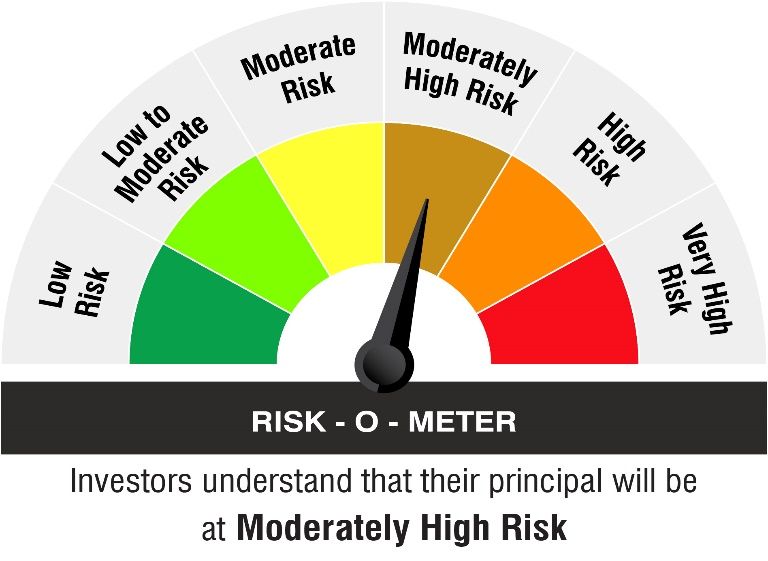 Low
Risk
Low to
Moderate
Risk
Moderate
Risk
Moderately
High Risk
High
Risk
Very High
Risk
RISK - O - METER
Investors understand that their principal will be
at Moderately High Risk